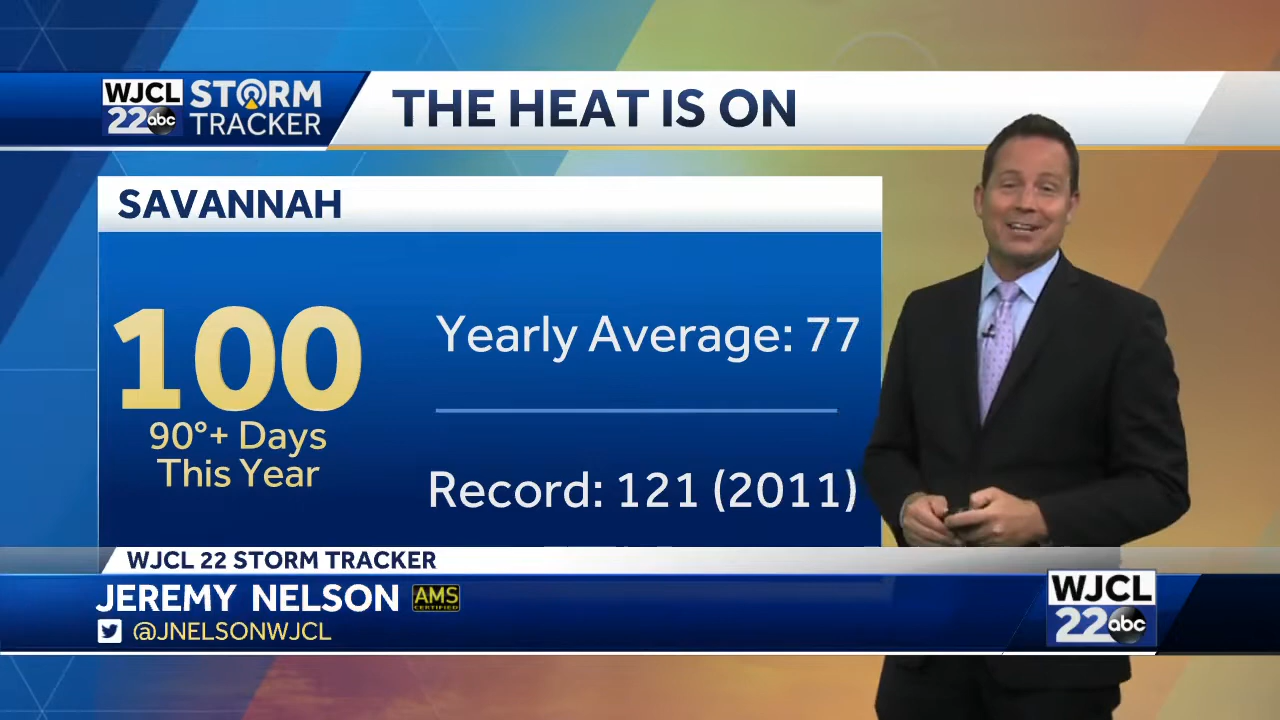 WJCL
22 abc
STORM
TRACKER
THE HEAT IS ON
SAVANNAH
100
90°+ Days
This Year
Yearly Average: 77
Record: 121 (2011)
WJCL 22 STORM TRACKER
JEREMY NELSON AMS CERTIFIED
@JNELSONWJCL
WJCL
22 abc